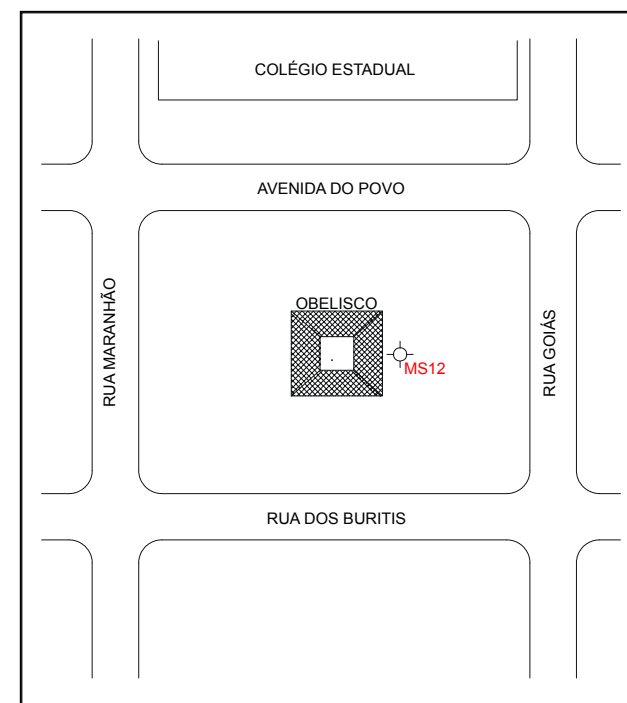 COLÉGIO ESTADUAL
AVENIDA DO POVO
RUA MARANHÃO
OBELISCO
MS12
RUA GOIÁS
RUA DOS BURITIS